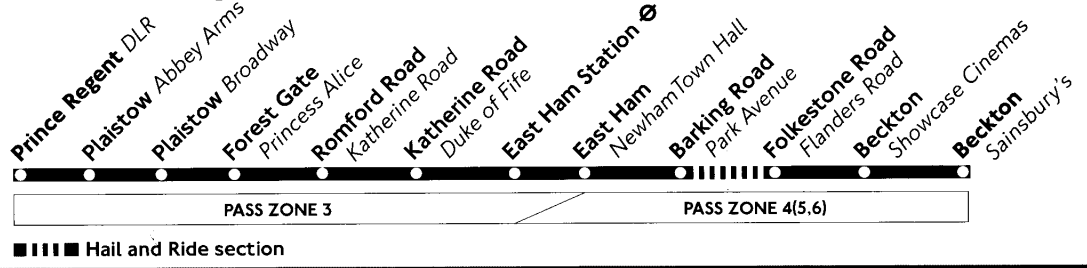 Prince Regent DLR
Plaistow Abbey Arms
Plaistow Broadway
Forest Gate
Princess Alice
Romford Road
Katherine Road
Katherine Road
Duke of Fife
East Ham Station
East Ham
Newham Town Hall
Barking Road
Park Avenue
Folkestone Road
Flanders Road
Beckton
Showcase Cinemas
Beckton
Sainsbury's
PASS ZONE 3
PASS ZONE 4(5,6)
Hail and Ride section